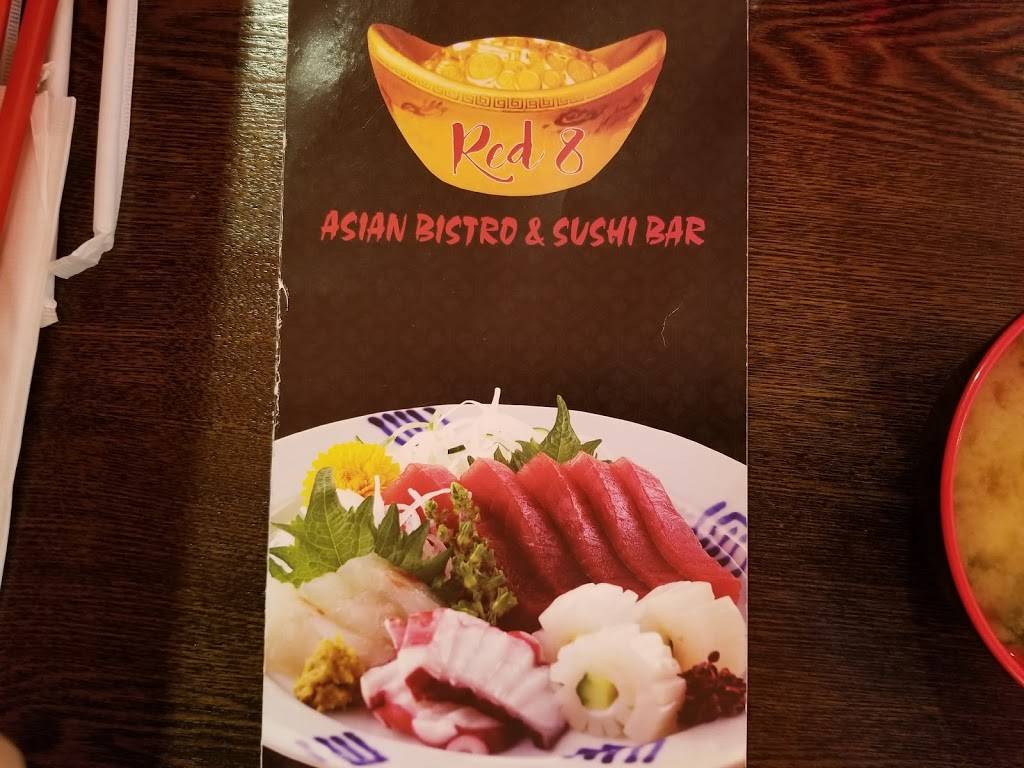 Red 8
ASIAN BISTRO & SUSHI BAR